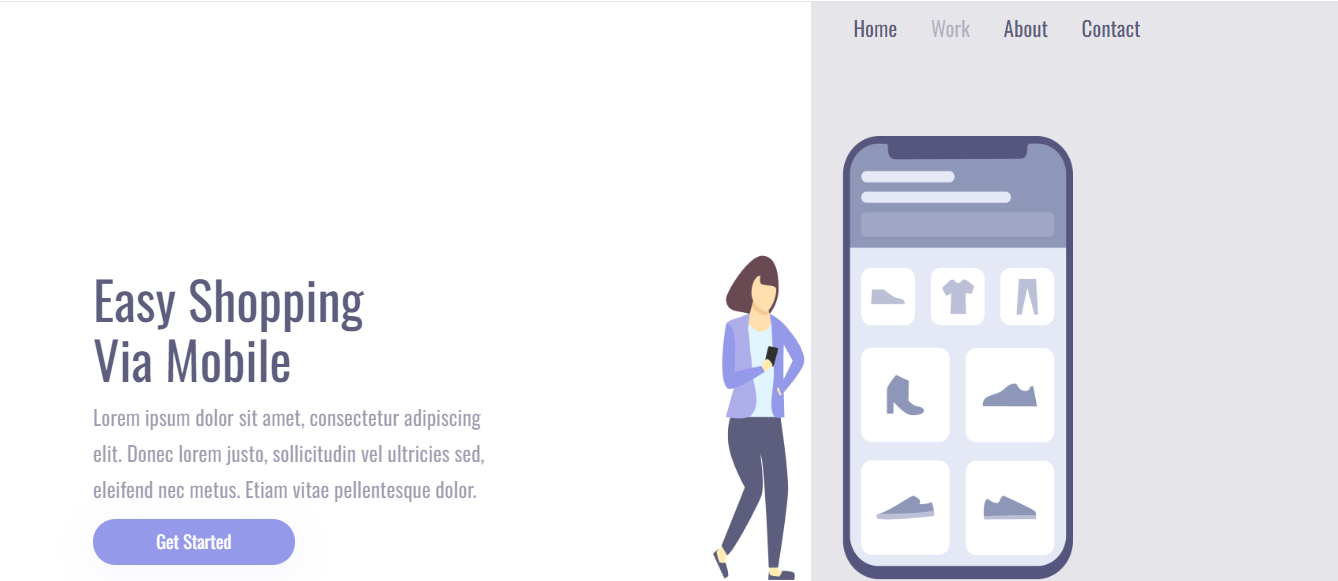 Home Work About Contact
Easy Shopping
Via Mobile
Lorem ipsum dolor sit amet, consectetur adipiscing
elit. Donec lorem justo, sollicitudin vel ultricies sed,
eleifend nec metus. Etiam vitae pellentesque dolor.
Get Started